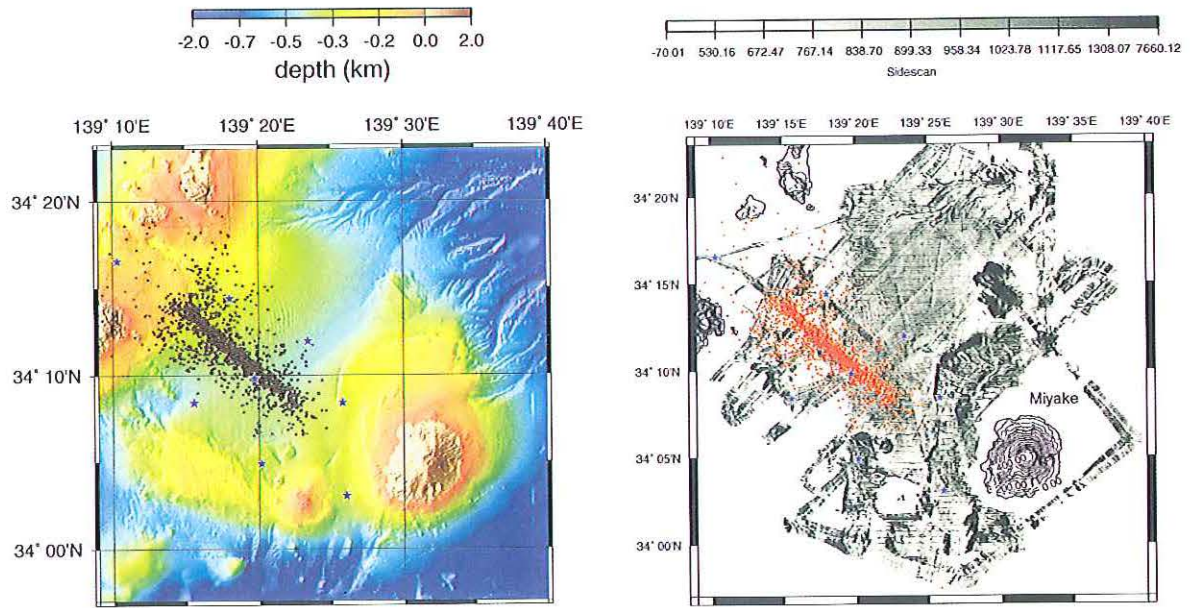 -2.0 -0.7 -0.5 -0.3 -0.2 0.0 2.0
depth (km)
139˚ 10'E 139˚ 20'E 139˚ 30'E 139˚ 40'E
34˚ 20'N
34˚ 10'N
34˚ 00'N
-70.01 530.16 672.47 767.14 838.70 899.33 958.34 1023.78 1117.65 1308.07 7660.12
Sidescan
139˚ 10'E 139˚ 15'E 139˚ 20'E 139˚ 25'E 139˚ 30'E 139˚ 35'E 139˚ 40'E
34˚ 20'N
34˚ 15'N
34˚ 10'N
34˚ 05'N
34˚ 00'N
Miyake